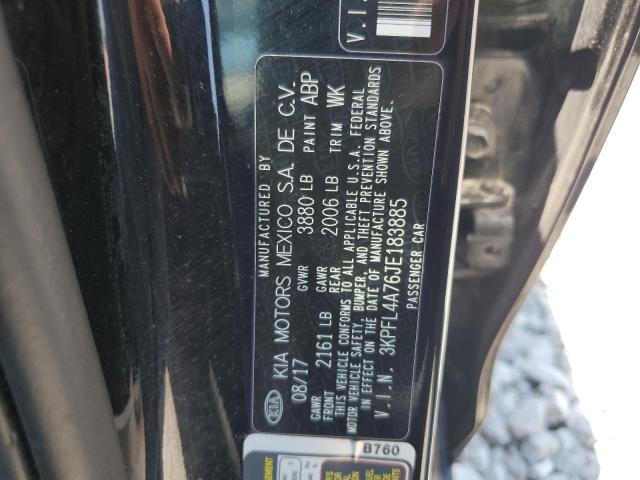 V.I.
MANUFACTURED BY
KIA MOTORS MEXICO S.A. DE C.V.
08/17 GVWR 3880 LB PAINT ABP
GAWR FRONT 2161 LB GAWR REAR 2006 LB TRIM WK
THIS VEHICLE CONFORMS TO ALL APPLICABLE U.S.A. FEDERAL
MOTOR VEHICLE SAFETY, BUMPER, AND THEFT PREVENTION STANDARDS
IN EFFECT ON THE DATE OF MANUFACTURE SHOWN ABOVE.
V.I.N. 3KPFL4A76JE183885
PASSENGER CAR
KIA
B760